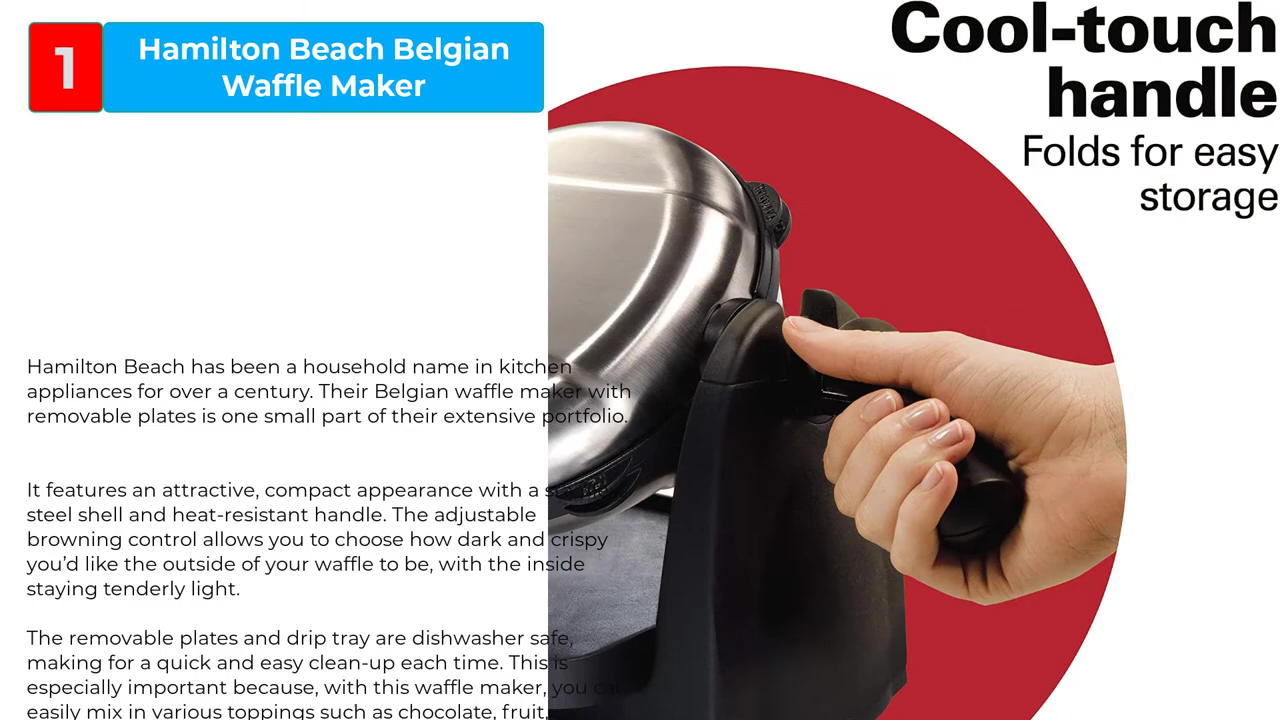 1
Hamilton Beach Belgian
Waffle Maker
Cool-touch
handle
Folds for easy
storage
Hamilton Beach has been a household name in kitchen
appliances for over a century. Their Belgian waffle maker with
removable plates is one small part of their extensive portfolio.
It features an attractive, compact appearance with a
steel shell and heat-resistant handle. The adjustable
browning control allows you to choose how dark and crispy
you’d like the outside of your waffle to be, with the inside
staying tenderly light.
The removable plates and drip tray are dishwasher safe,
making for a quick and easy clean-up each time. This is
especially important because, with this waffle maker, you can
easily mix in various toppings such as chocolate, fruit,